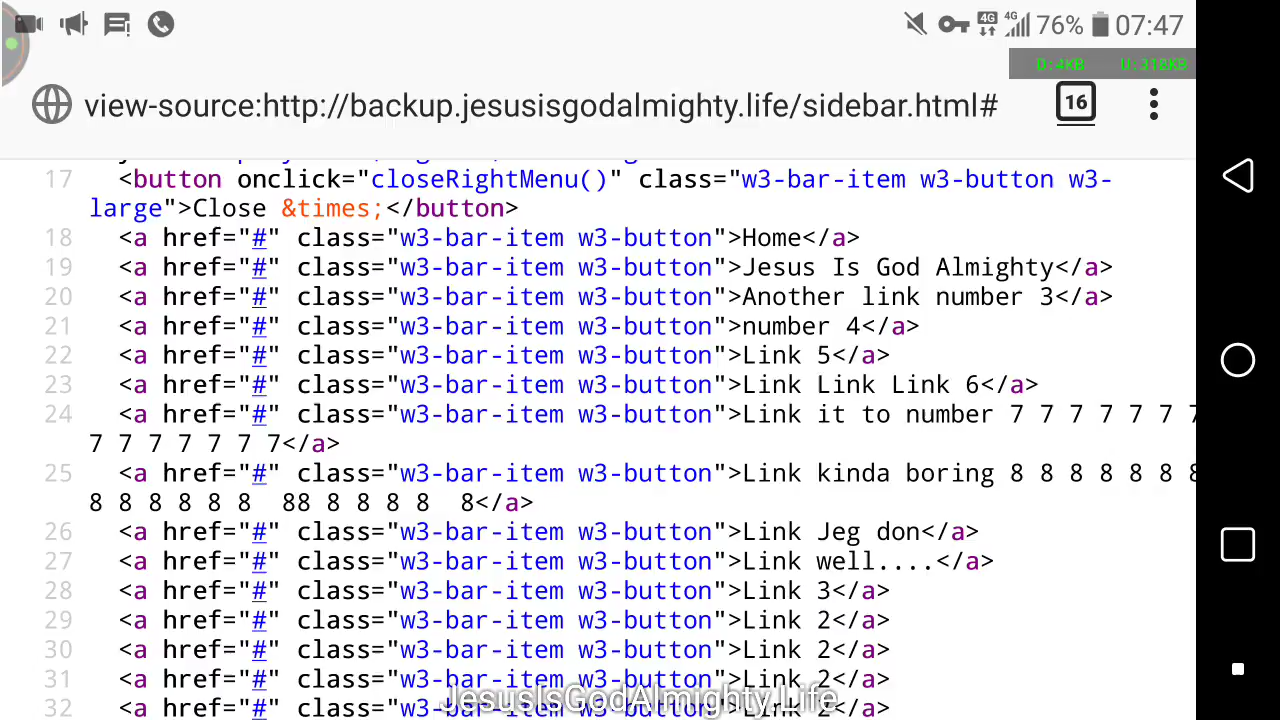 4G 4G 76% 07:47
D:4KB U:318KB
view-source:http://backup.jesusisgodalmighty.life/sidebar.html# 16
17 <button onclick="closeRightMenu()" class="w3-bar-item w3-button w3-
large">Close &times;</button>
18 <a href="#" class="w3-bar-item w3-button">Home</a>
19 <a href="#" class="w3-bar-item w3-button">Jesus Is God Almighty</a>
20 <a href="#" class="w3-bar-item w3-button">Another link number 3</a>
21 <a href="#" class="w3-bar-item w3-button">number 4</a>
22 <a href="#" class="w3-bar-item w3-button">Link 5</a>
23 <a href="#" class="w3-bar-item w3-button">Link Link Link 6</a>
24 <a href="#" class="w3-bar-item w3-button">Link it to number 7 7 7 7 7 7 7
7 7 7 7 7 7 7</a>
25 <a href="#" class="w3-bar-item w3-button">Link kinda boring 8 8 8 8 8 8 8
8 8 8 8 8 8  88 8 8 8 8  8</a>
26 <a href="#" class="w3-bar-item w3-button">Link Jeg don</a>
27 <a href="#" class="w3-bar-item w3-button">Link well....</a>
28 <a href="#" class="w3-bar-item w3-button">Link 3</a>
29 <a href="#" class="w3-bar-item w3-button">Link 2</a>
30 <a href="#" class="w3-bar-item w3-button">Link 2</a>
31 <a href="#" class="w3-bar-item w3-button">Link 2</a>
32 <a href="#" class="w3-bar-item w3-button">Link 2</a>
JesusIsGodAlmighty.Life